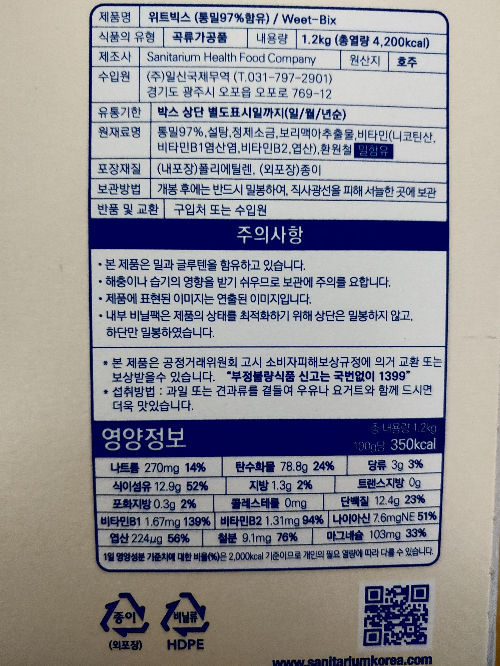 제품명 위트빅스 (통밀97%함유) / Weet-Bix
식품의 유형 곡류가공품 내용량 1.2kg (총열량 4,200kcal)
제조사 Sanitarium Health Food Company 원산지 호주
수입원 (주)일신국제무역 (T.031-797-2901)
경기도 광주시 오포읍 오포로 769-12
유통기한 박스 상단 별도표시일까지(일/월/년순)
원재료명 통밀97%,설탕,정제소금,보리맥아추출물,비타민(니코틴산,
비타민B1염산염,비타민B2,엽산),환원철 밀함유
포장재질 (내포장)폴리에틸렌, (외포장)종이
보관방법 개봉 후에는 반드시 밀봉하여, 직사광선을 피해 서늘한 곳에 보관
반품 및 교환 구입처 또는 수입원
주의사항
• 본 제품은 밀과 글루텐을 함유하고 있습니다.
• 해충이나 습기의 영향을 받기 쉬우므로 보관에 주의를 요합니다.
• 제품에 표현된 이미지는 연출된 이미지입니다.
• 내부 비닐팩은 제품의 상태를 최적화하기 위해 상단은 밀봉하지 않고,
하단만 밀봉하였습니다.
* 본 제품은 공정거래위원회 고시 소비자피해보상규정에 의거 교환 또는
보상받을수 있습니다. “부정불량식품 신고는 국번없이 1399”
* 섭취방법 : 과일 또는 견과류를 곁들여 우유나 요거트와 함께 드시면
더욱 맛있습니다.
영양정보
총 내용량 1.2kg
100g당 350kcal
나트륨 270mg 14% 탄수화물 78.8g 24% 당류 3g 3%
식이섬유 12.9g 52% 지방 1.3g 2% 트랜스지방 0g
포화지방 0.3g 2% 콜레스테롤 0mg 단백질 12.4g 23%
비타민B1 1.67mg 139% 비타민B2 1.31mg 94% 나이아신 7.6mgNE 51%
엽산 224μg 56% 철분 9.1mg 76% 마그네슘 103mg 33%
1일 영양성분 기준치에 대한 비율(%)은 2,000kcal 기준이므로 개인의 필요 열량에 따라 다를 수 있습니다.
종이 비닐류
(외포장) HDPE
www.sanitariumkorea.com